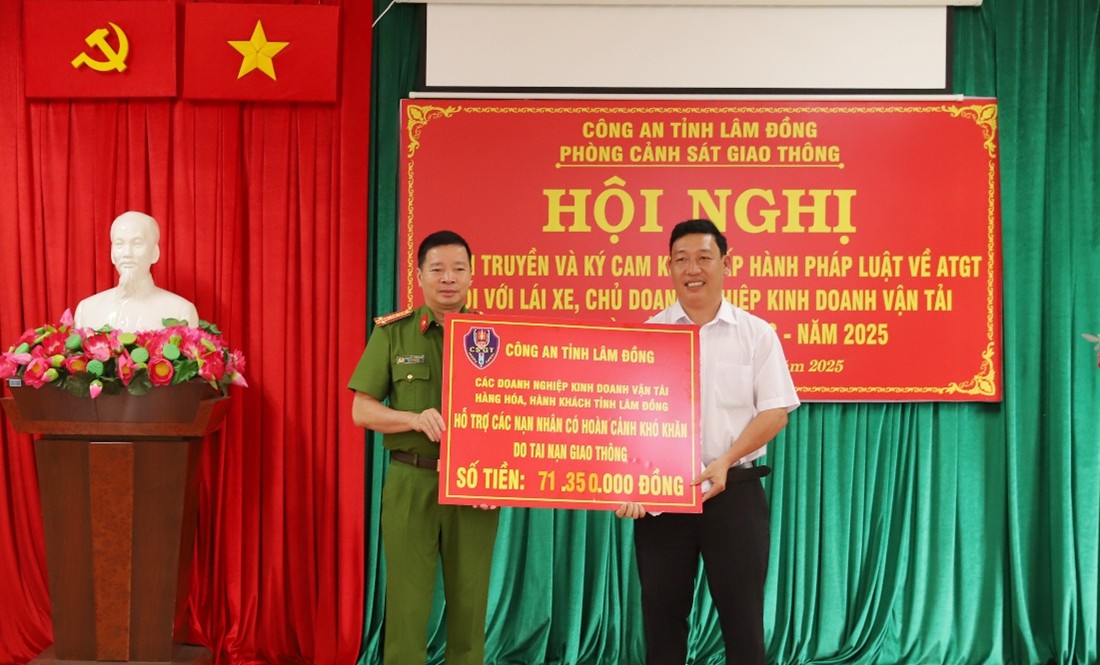 CÔNG AN TỈNH LÂM ĐỒNG
PHÒNG CẢNH SÁT GIAO THÔNG
HỘI NGHỊ
TRUYỀN VÀ KÝ CAM HÀNH PHÁP LUẬT VỀ ATGT
VỚI LÁI XE, CHỦ KINH DOANH VẬN TẢI
- NĂM 2025
2025
CSGT
CÔNG AN TỈNH LÂM ĐỒNG
CÁC DOANH NGHIỆP KINH DOANH VẬN TẢI
HÀNG HÓA, HÀNH KHÁCH TỈNH LÂM ĐỒNG
HỖ TRỢ CÁC NẠN NHÂN CÓ HOÀN CẢNH KHÓ KHĂN
DO TAI NẠN GIAO THÔNG
SỐ TIỀN: 71.350.000 ĐỒNG